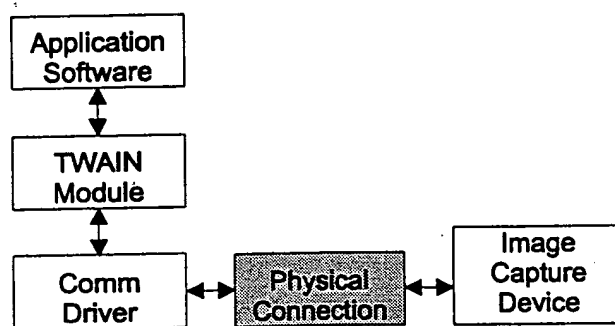 Application
Software
TWAIN
Module
Comm
Driver
Physical
Connection
Image
Capture
Device